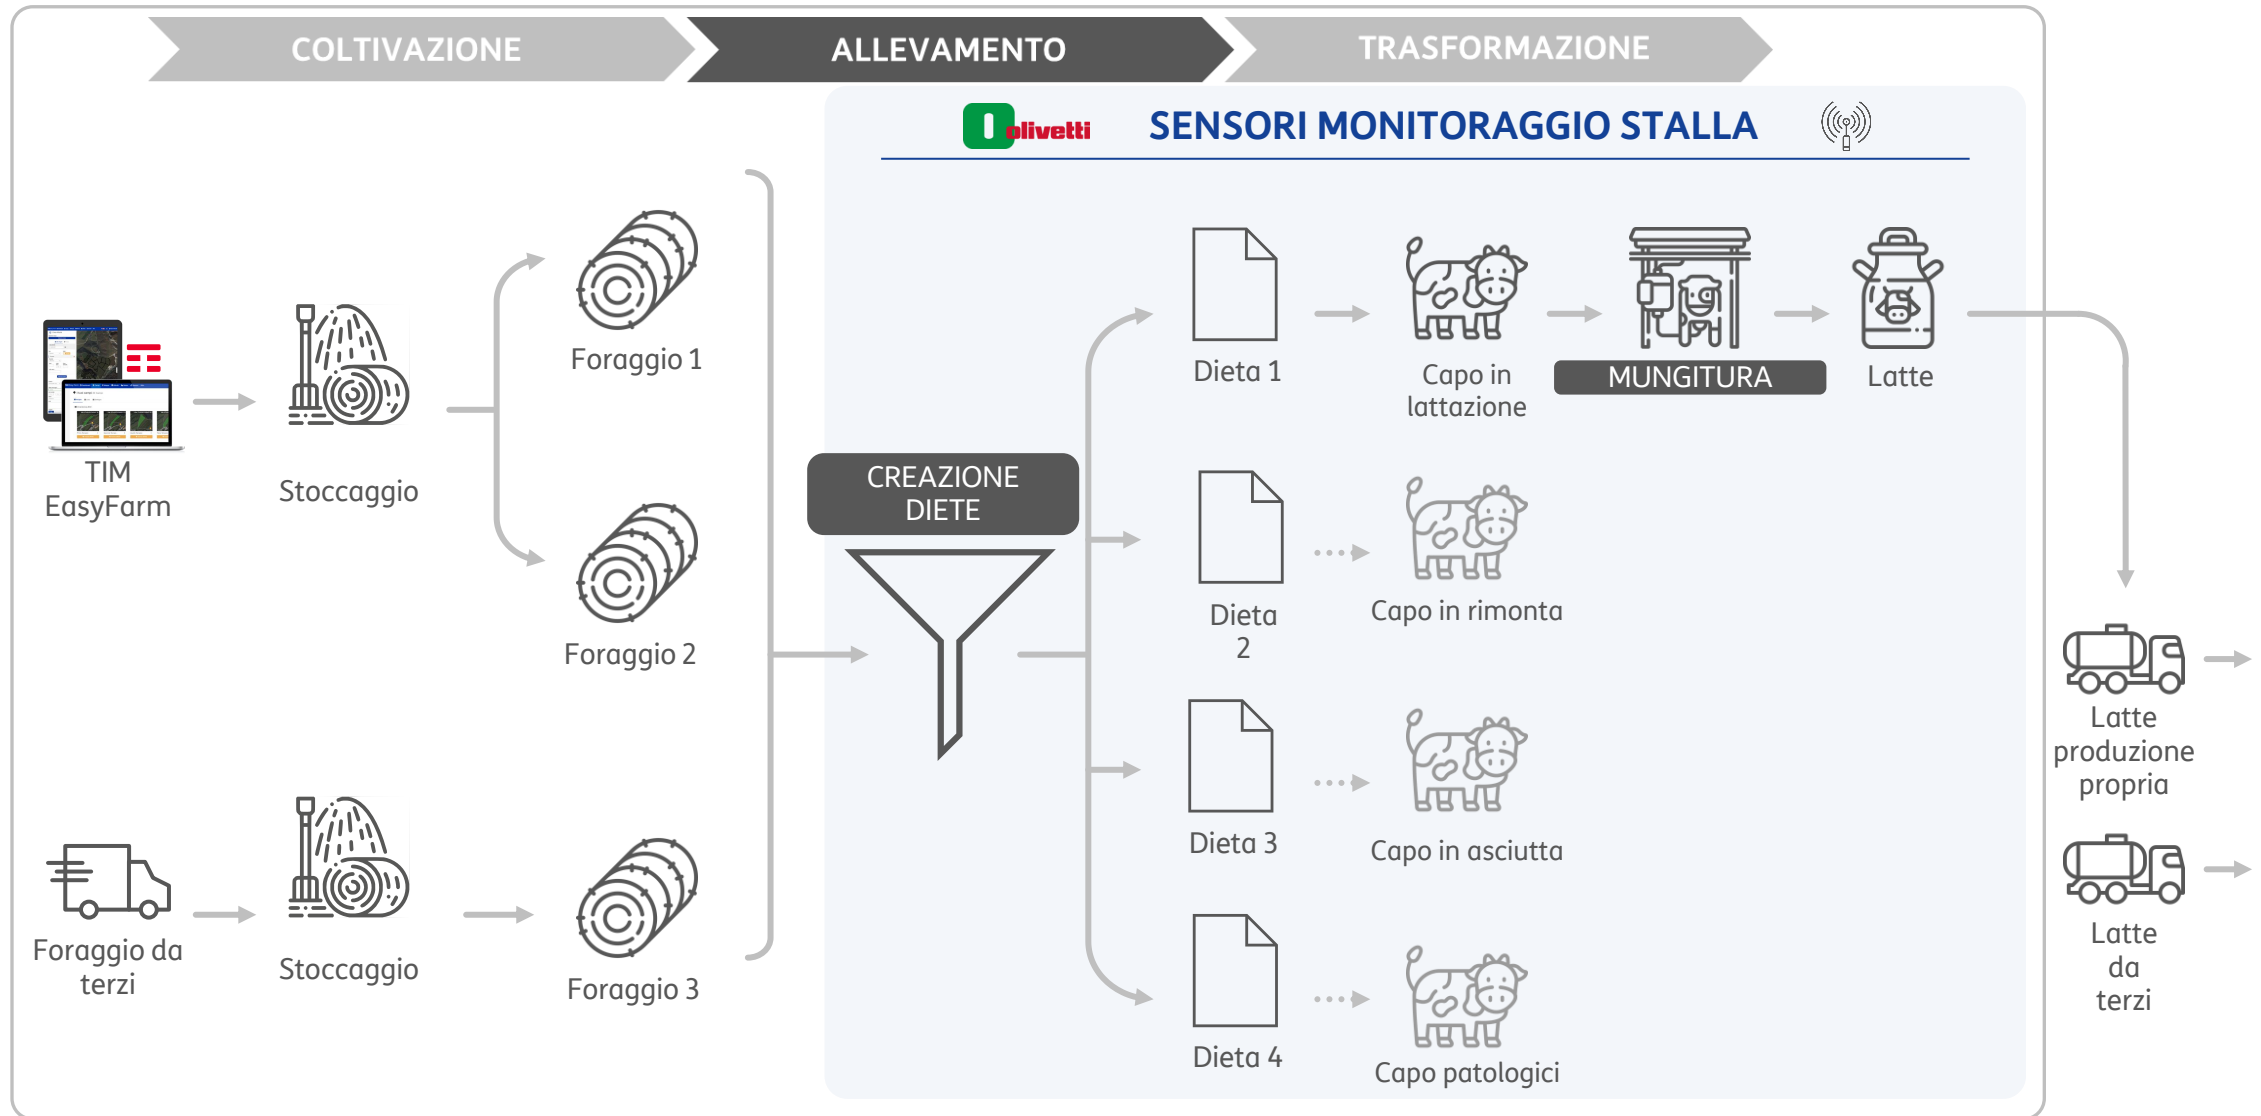 COLTIVAZIONE
ALLEVAMENTO
TRASFORMAZIONE
olivetti
SENSORI MONITORAGGIO STALLA
TIM
EasyFarm
Stoccaggio
Foraggio 1
Foraggio 2
Foraggio da
terzi
Stoccaggio
Foraggio 3
CREAZIONE
DIETE
Dieta 1
Capo in
lattazione
MUNGITURA
Latte
Dieta
2
Capo in rimonta
Dieta 3
Capo in asciutta
Dieta 4
Capo patologici
Latte
produzione
propria
Latte
da
terzi